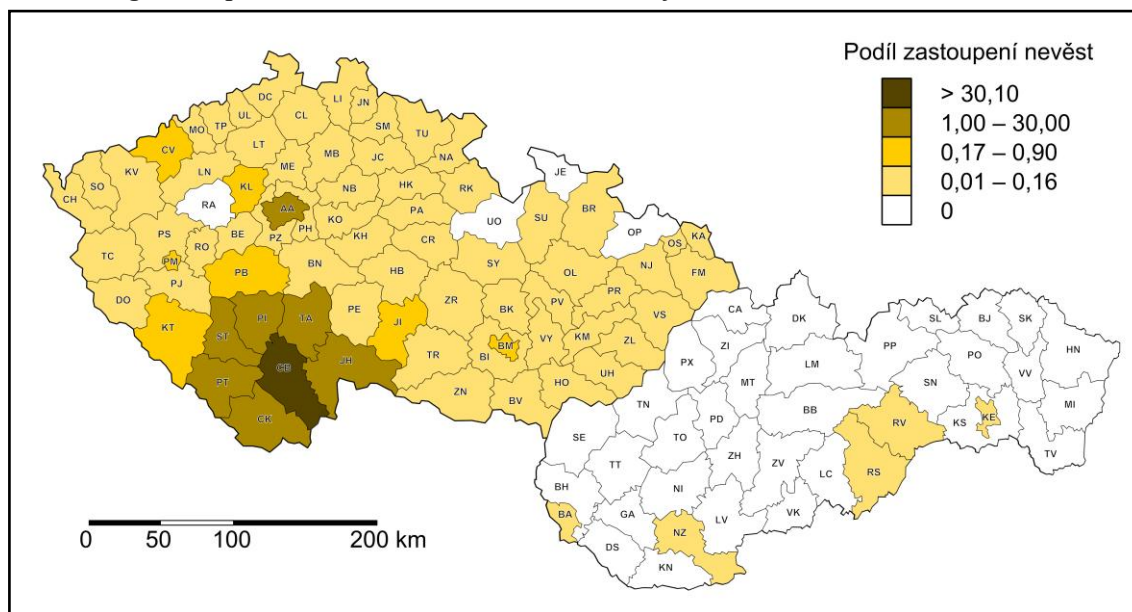 Podíl zastoupení nevěst
> 30,10
1,00 – 30,00
0,17 – 0,90
0,01 – 0,16
0
DC
LI
JN
UL
CL
MO
TP
SM
TU
CV
LT
MB
JC
NA
ME
KV
LN
KL
SO
NB
HK
RK
JE
CH
RA
AA
UO
SU
BR
KO
PA
OP
PS
RO
BE
PZ
PH
KH
CR
OS
KA
TC
PM
BN
SY
NJ
FM
PB
HB
OL
PJ
DO
PR
PE
ZR
BK
PV
VS
KT
ST
PI
TA
JI
CA
DK
SL
BJ
SK
BM
VY
KM
ZL
TR
BI
PX
ZI
PP
PO
HN
CB
JH
UH
LM
MT
SN
VV
PT
ZN
BV
HO
MI
CK
TN
BB
RV
KS
KE
PD
TV
SE
TO
TT
ZH
ZV
LC
RS
BH
NI
BA
GA
LV
VK
NZ
DS
KN
0 50 100 200 km